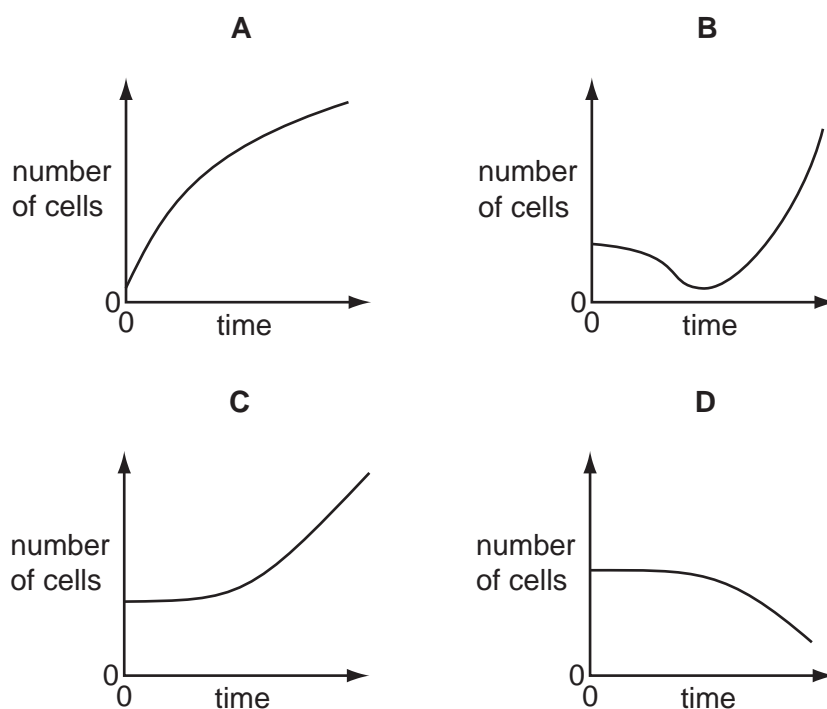 A
B
number
of cells
0
0
time
number
of cells
0
0
time
C
D
number
of cells
0
0
time
number
of cells
0
0
time